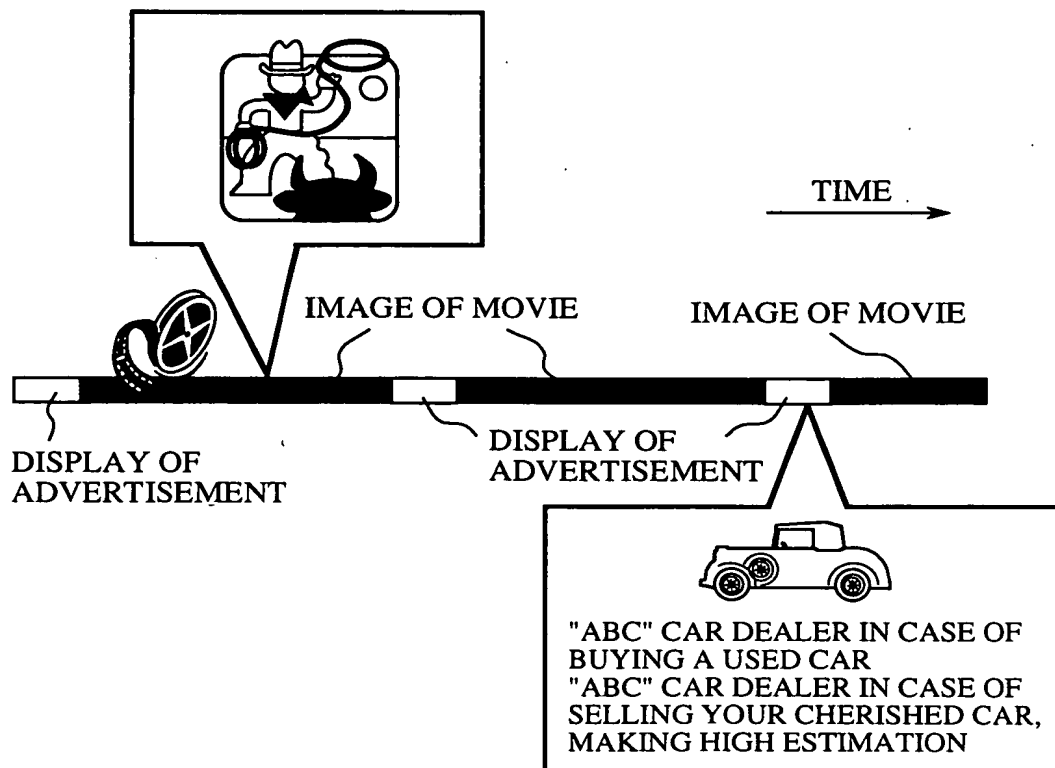 TIME
IMAGE OF MOVIE
IMAGE OF MOVIE
DISPLAY OF
ADVERTISEMENT
DISPLAY OF
ADVERTISEMENT
"ABC" CAR DEALER IN CASE OF
BUYING A USED CAR
"ABC" CAR DEALER IN CASE OF
SELLING YOUR CHERISHED CAR,
MAKING HIGH ESTIMATION